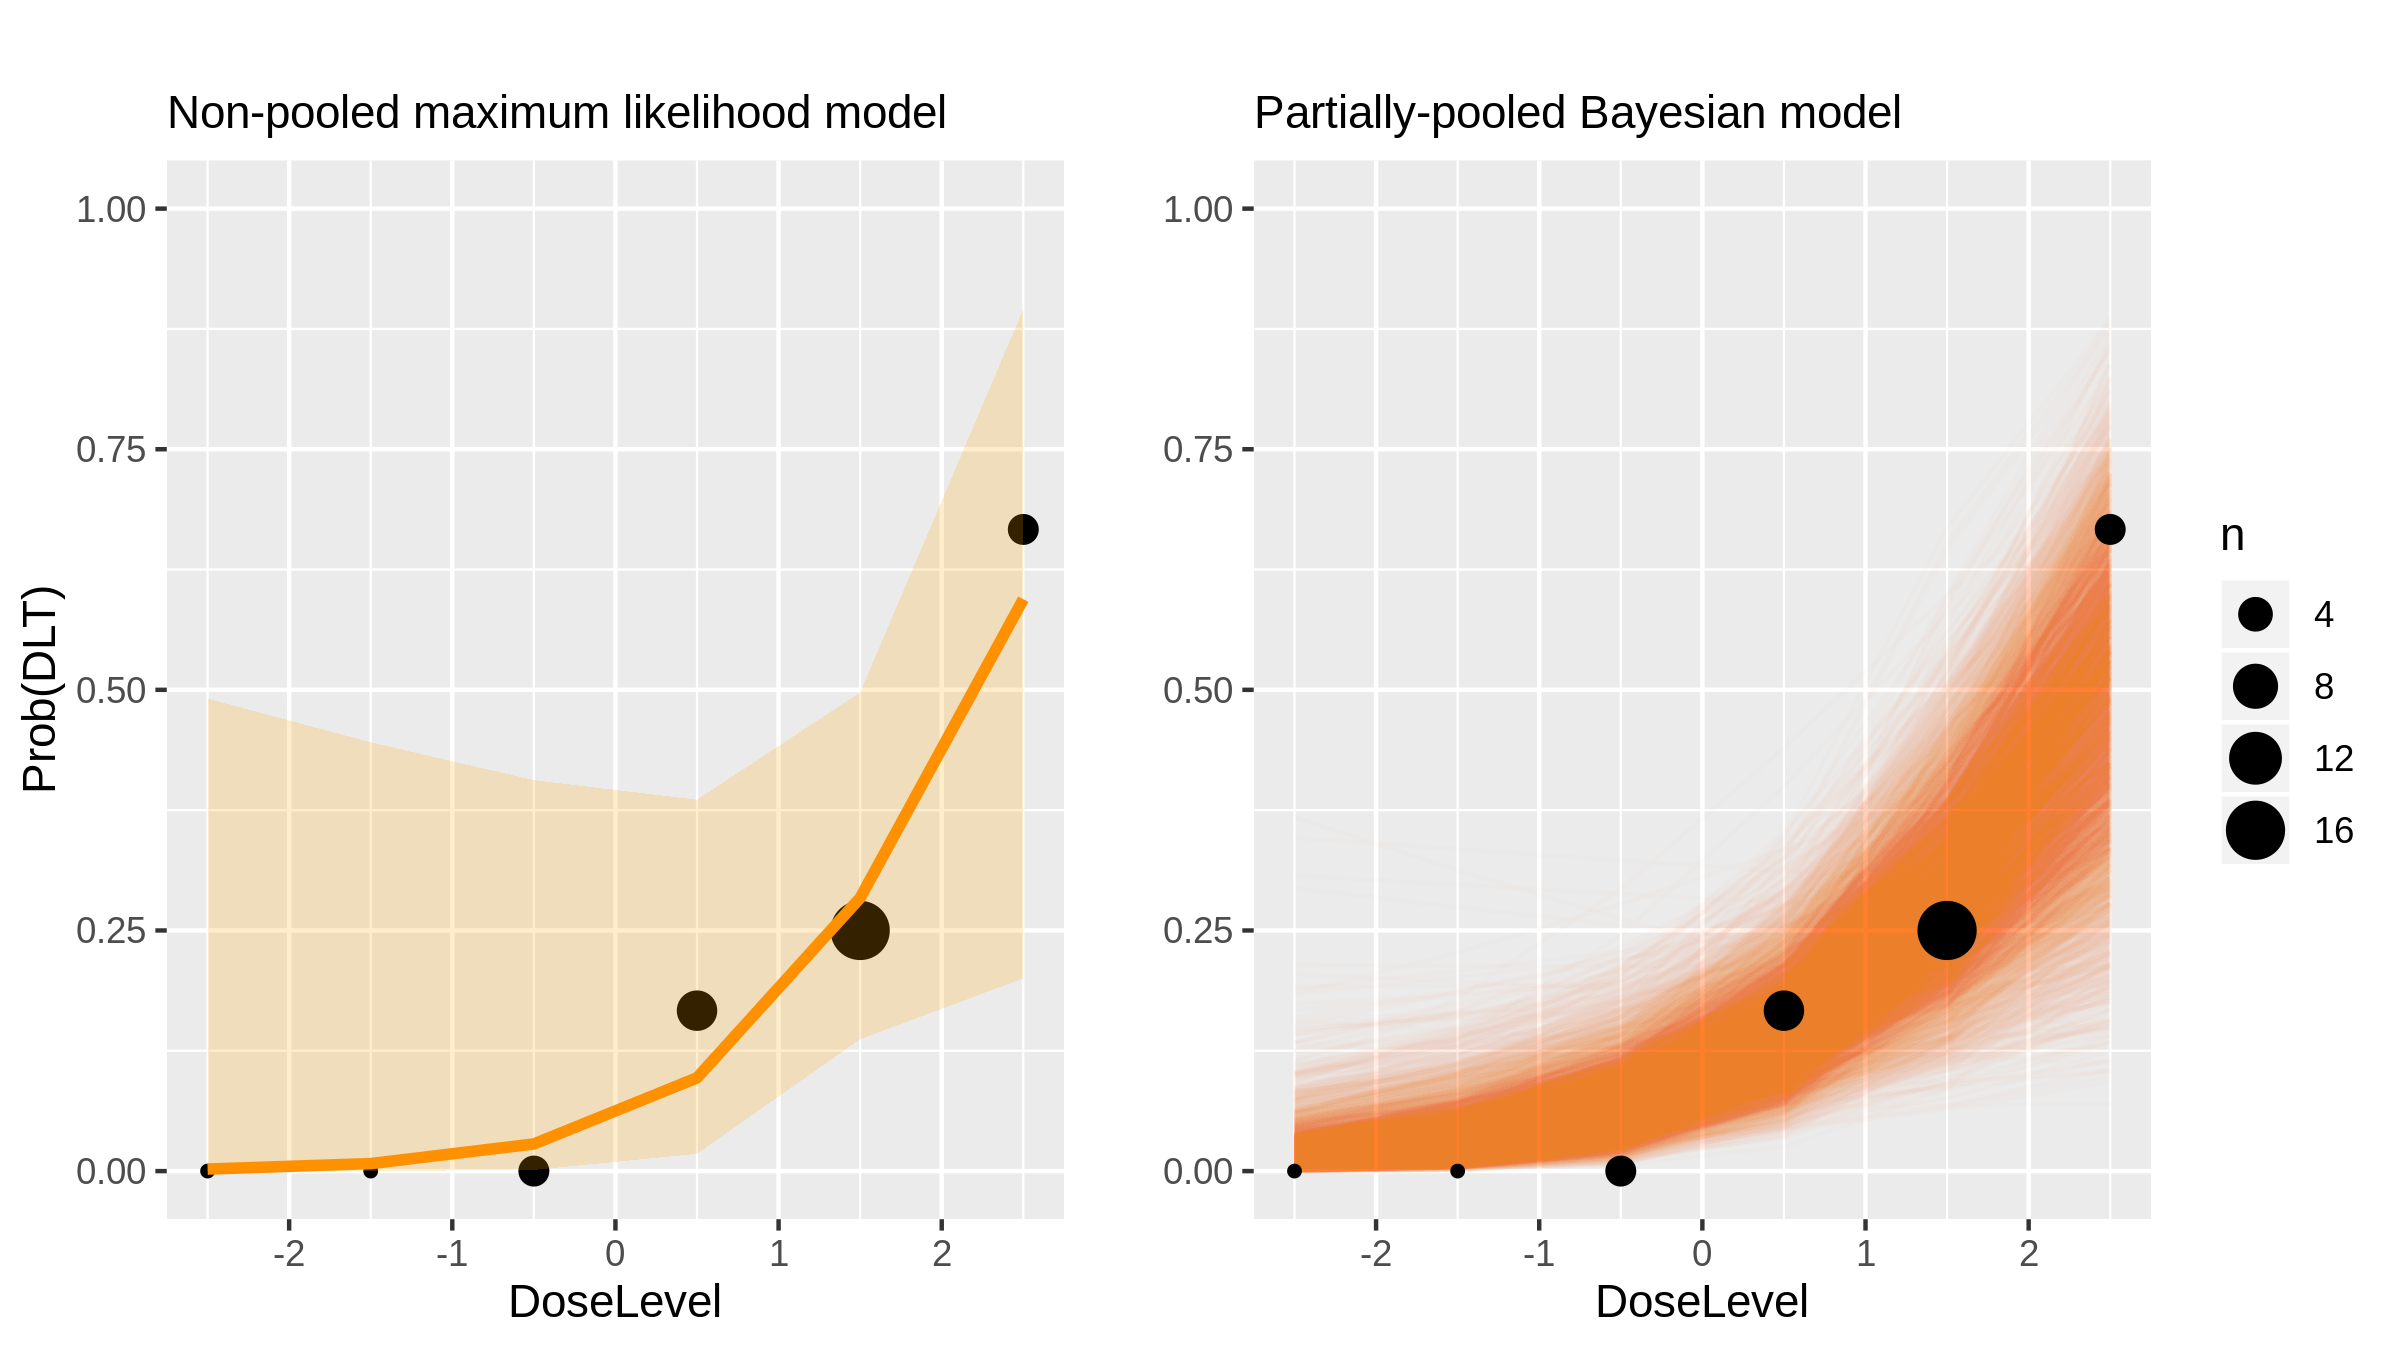 Non-pooled maximum likelihood model
Prob(DLT)
1.00
0.75
0.50
0.25
0.00
-2 -1 0 1 2
DoseLevel
Partially-pooled Bayesian model
1.00
0.75
0.50
0.25
0.00
-2 -1 0 1 2
DoseLevel
n
4
8
12
16